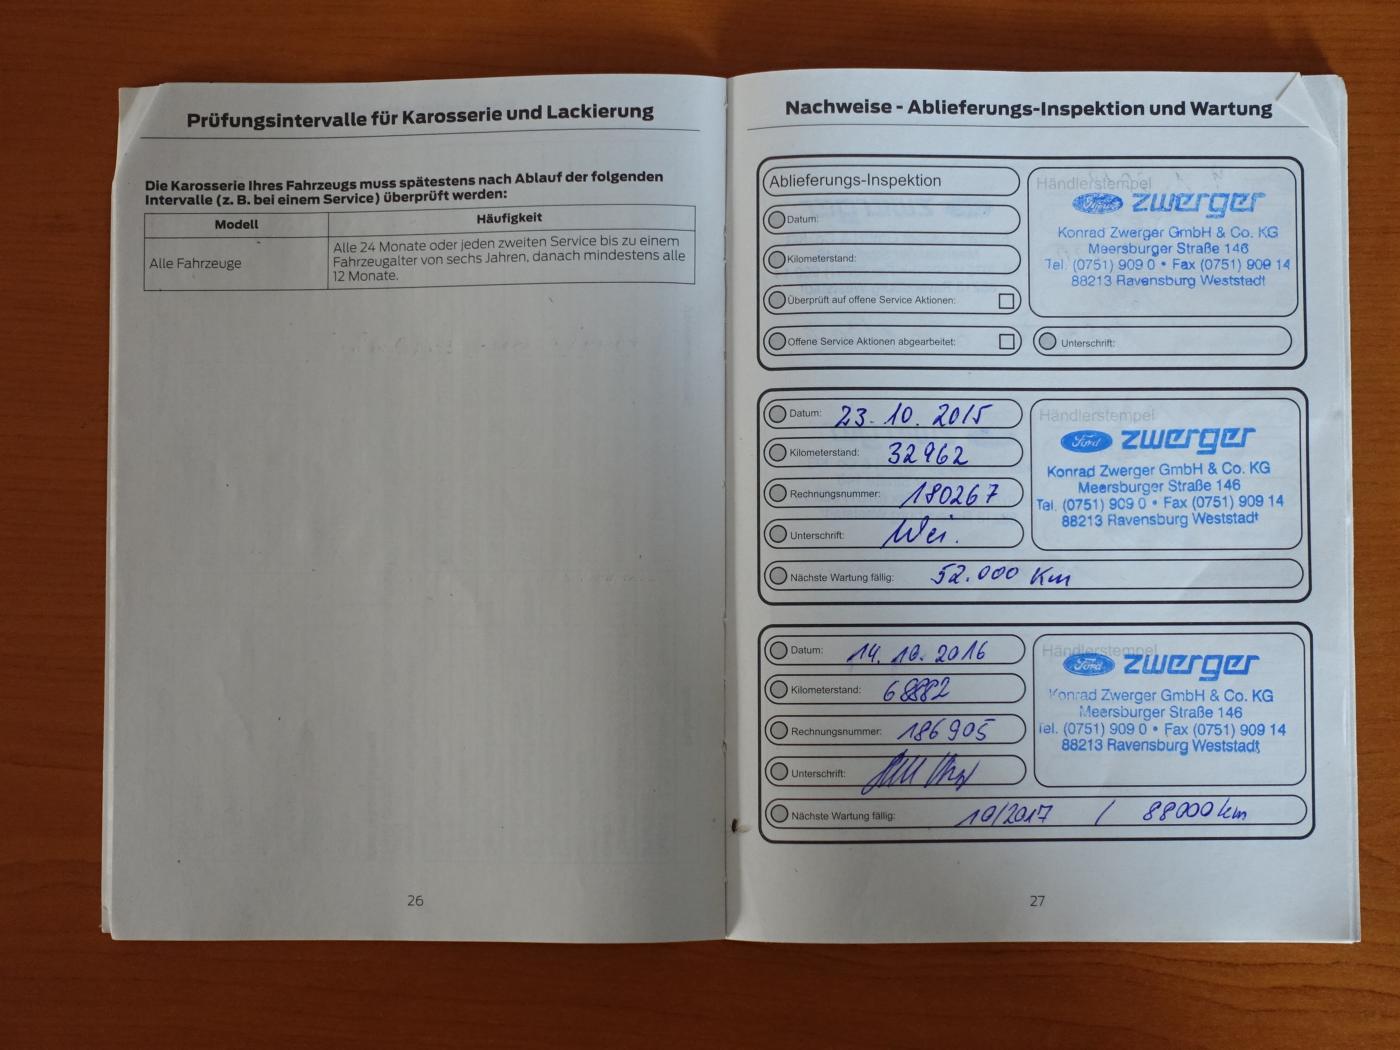 Prüfungsintervalle für Karosserie und Lackierung
Die Karosserie Ihres Fahrzeugs muss spätestens nach Ablauf der folgenden
Intervalle (z. B. bei einem Service) überprüft werden:
Modell Häufigkeit
Alle Fahrzeuge
Alle 24 Monate oder jeden zweiten Service bis zu einem
Fahrzeugalter von sechs Jahren, danach mindestens alle
12 Monate.
26
Nachweise - Ablieferungs-Inspektion und Wartung
Ablieferungs-Inspektion
Datum:
Kilometerstand:
Überprüft auf offene Service Aktionen:
Offene Service Aktionen abgearbeitet:
Händlerstempel
Ford zwerger
Konrad Zwerger GmbH & Co. KG
Meersburger Straße 146
Tel. (0751) 909 0 • Fax (0751) 909 14
88213 Ravensburg Weststadt
Unterschrift:
Datum: 23. 10. 2015
Kilometerstand: 32962
Rechnungsnummer: 180267
Unterschrift:
Nächste Wartung fällig: 52.000 Km
Händlerstempel
Ford zwerger
Konrad Zwerger GmbH & Co. KG
Meersburger Straße 146
Tel. (0751) 909 0 • Fax (0751) 909 14
88213 Ravensburg Weststadt
Datum: 14. 10. 2016
Kilometerstand: 68882
Rechnungsnummer: 186905
Unterschrift:
Nächste Wartung fällig: 10/2017 / 88000 km
Händlerstempel
Ford zwerger
Konrad Zwerger GmbH & Co. KG
Meersburger Straße 146
Tel. (0751) 909 0 • Fax (0751) 909 14
88213 Ravensburg Weststadt
27